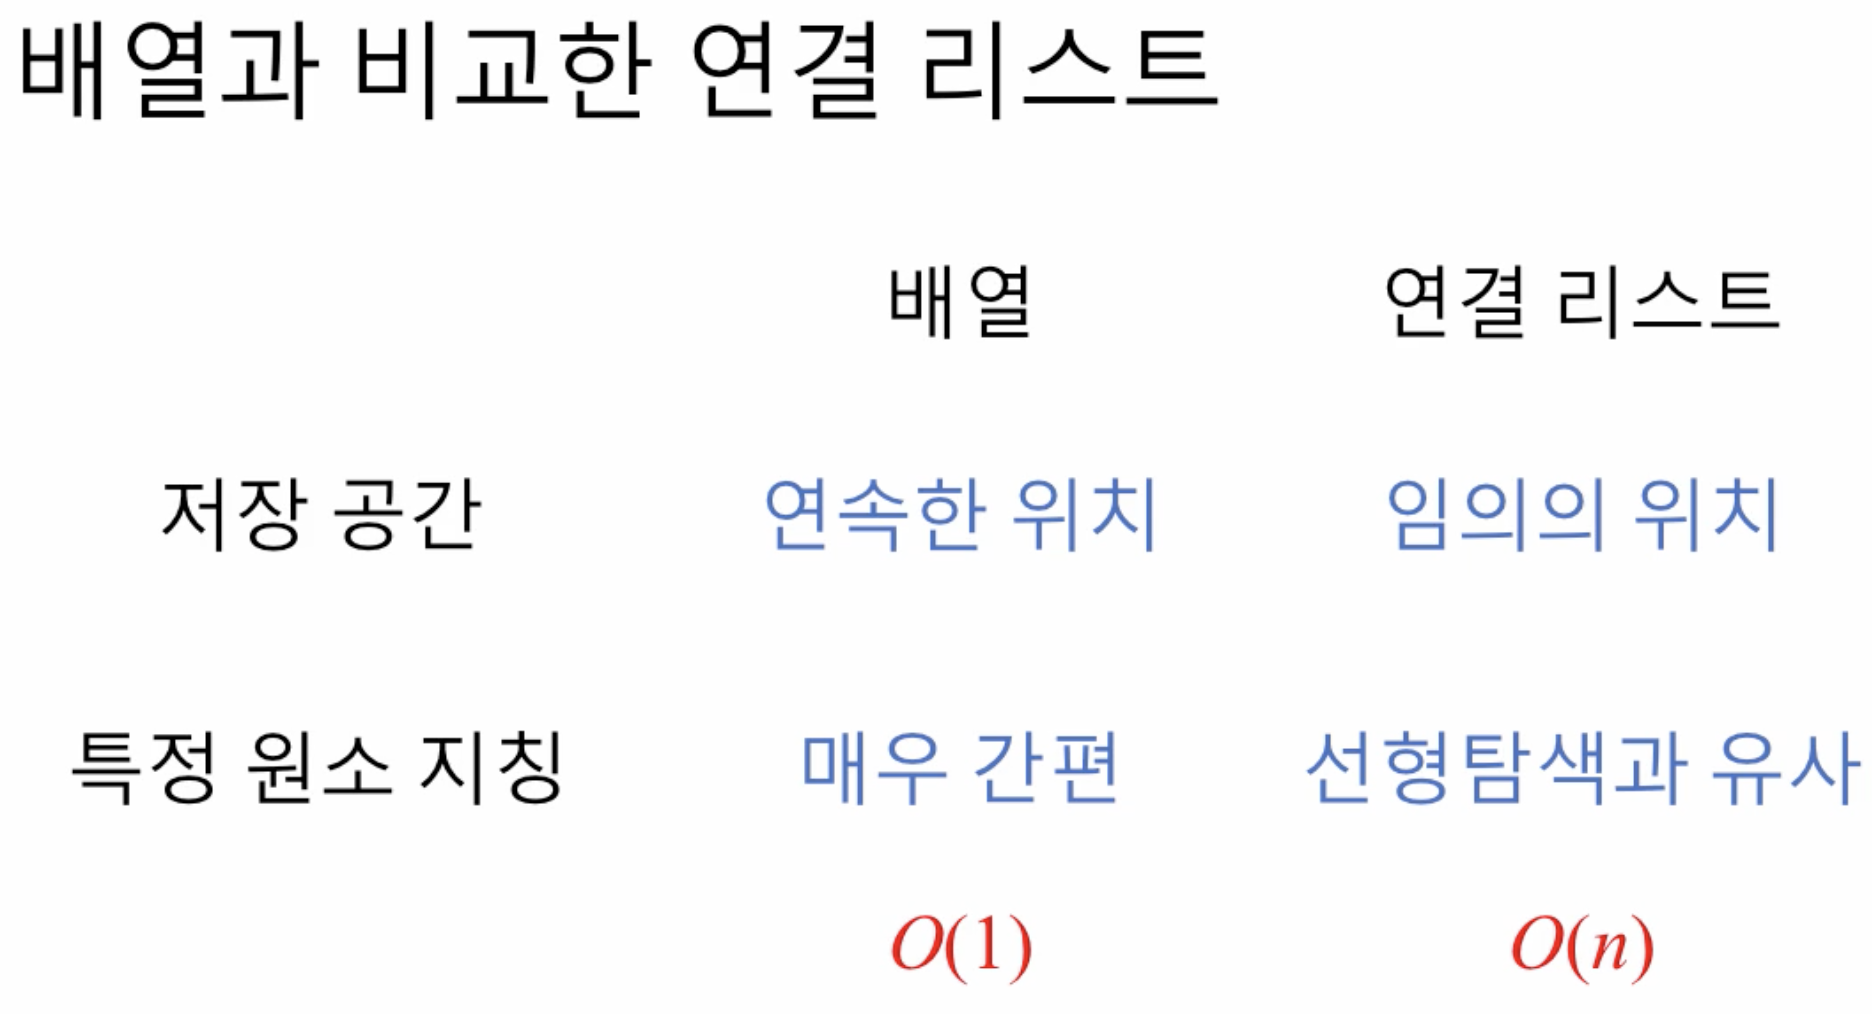 배열과 비교한 연결 리스트
배열 연결 리스트
저장 공간 연속한 위치 임의의 위치
특정 원소 지칭 매우 간편 선형탐색과 유사
O(1) O(n)